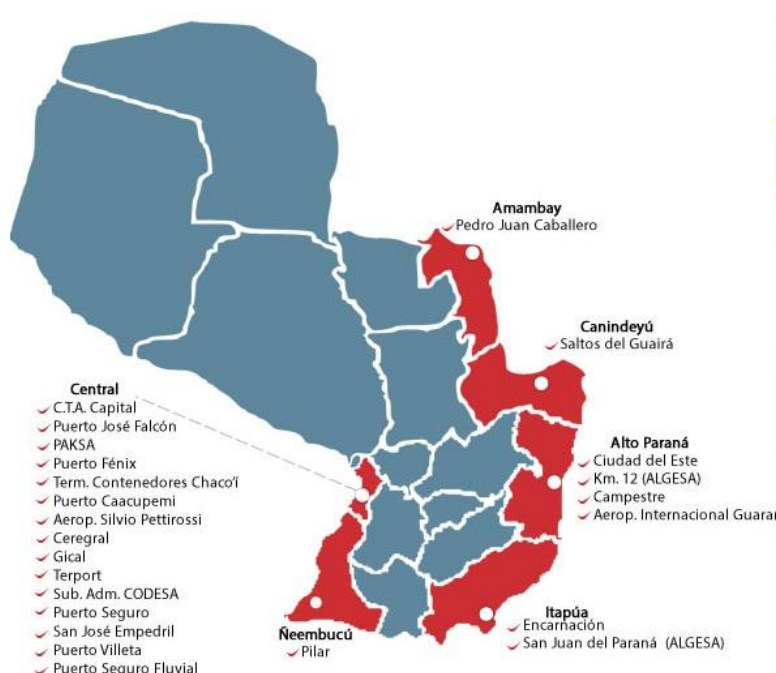 Amambay
Pedro Juan Caballero
Canindeyú
Saltos del Guairá
Central
C.T.A. Capital
Puerto José Falcón
PAKSA
Puerto Fénix
Term. Contenedores Chaco'í
Puerto Caacupemi
Aerop. Silvio Pettirossi
Ceregral
Gical
Terport
Sub. Adm. CODESA
Puerto Seguro
San José Empedril
Puerto Villeta
Puerto Seguro Fluvial
Alto Paraná
Ciudad del Este
Km. 12 (ALGESA)
Campestre
Aerop. Internacional Guaran
Ñeembucú
Pilar
Itapúa
Encarnación
San Juan del Paraná (ALGESA)